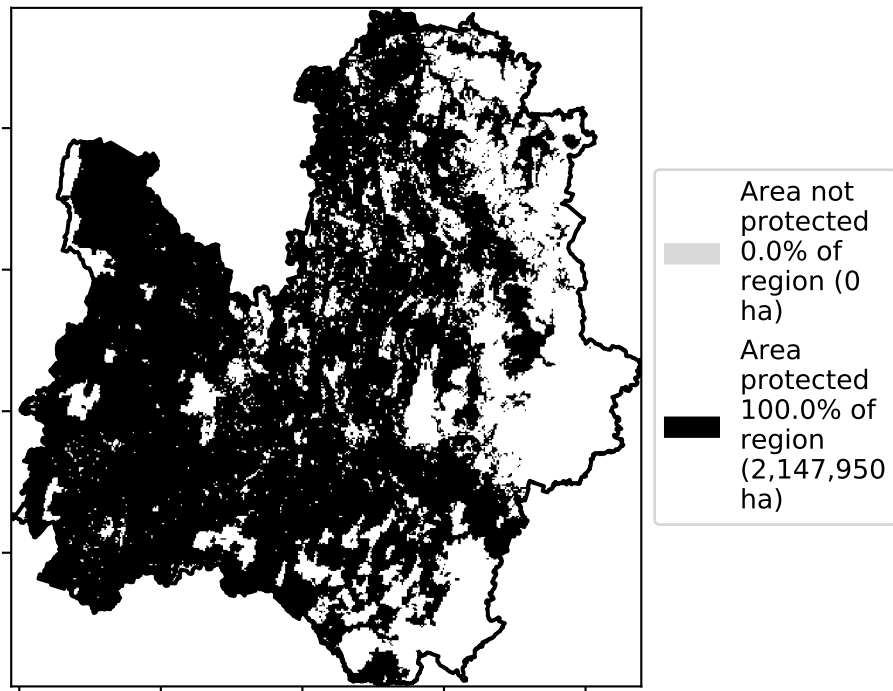 Area not
protected
0.0% of
region (0
ha)
Area
protected
100.0% of
region
(2,147,950
ha)